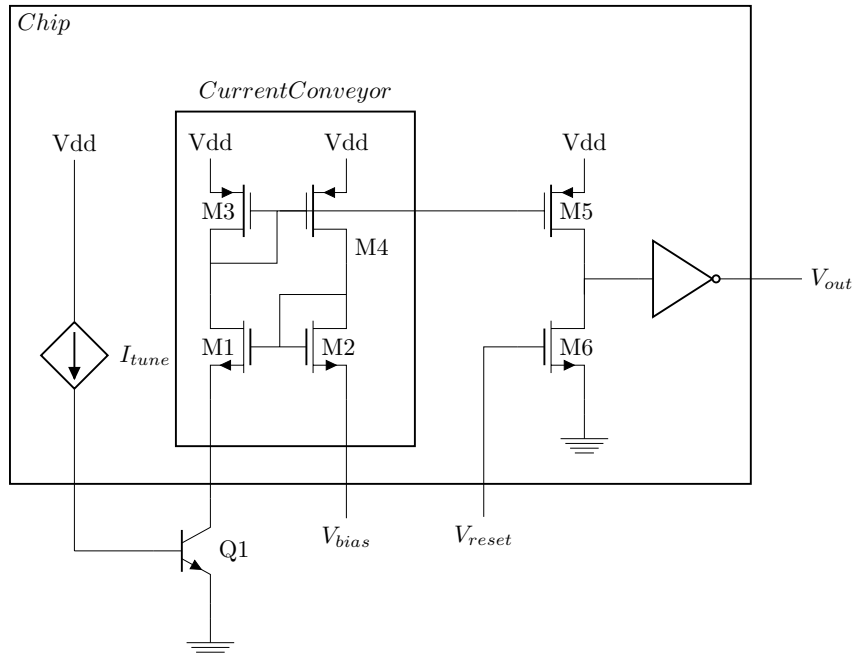 Chip
CurrentConveyor
Vdd
Vdd
Vdd
Vdd
M3
M5
M4
M1
M2
M6
I_tune
V_out
V_bias
V_reset
Q1